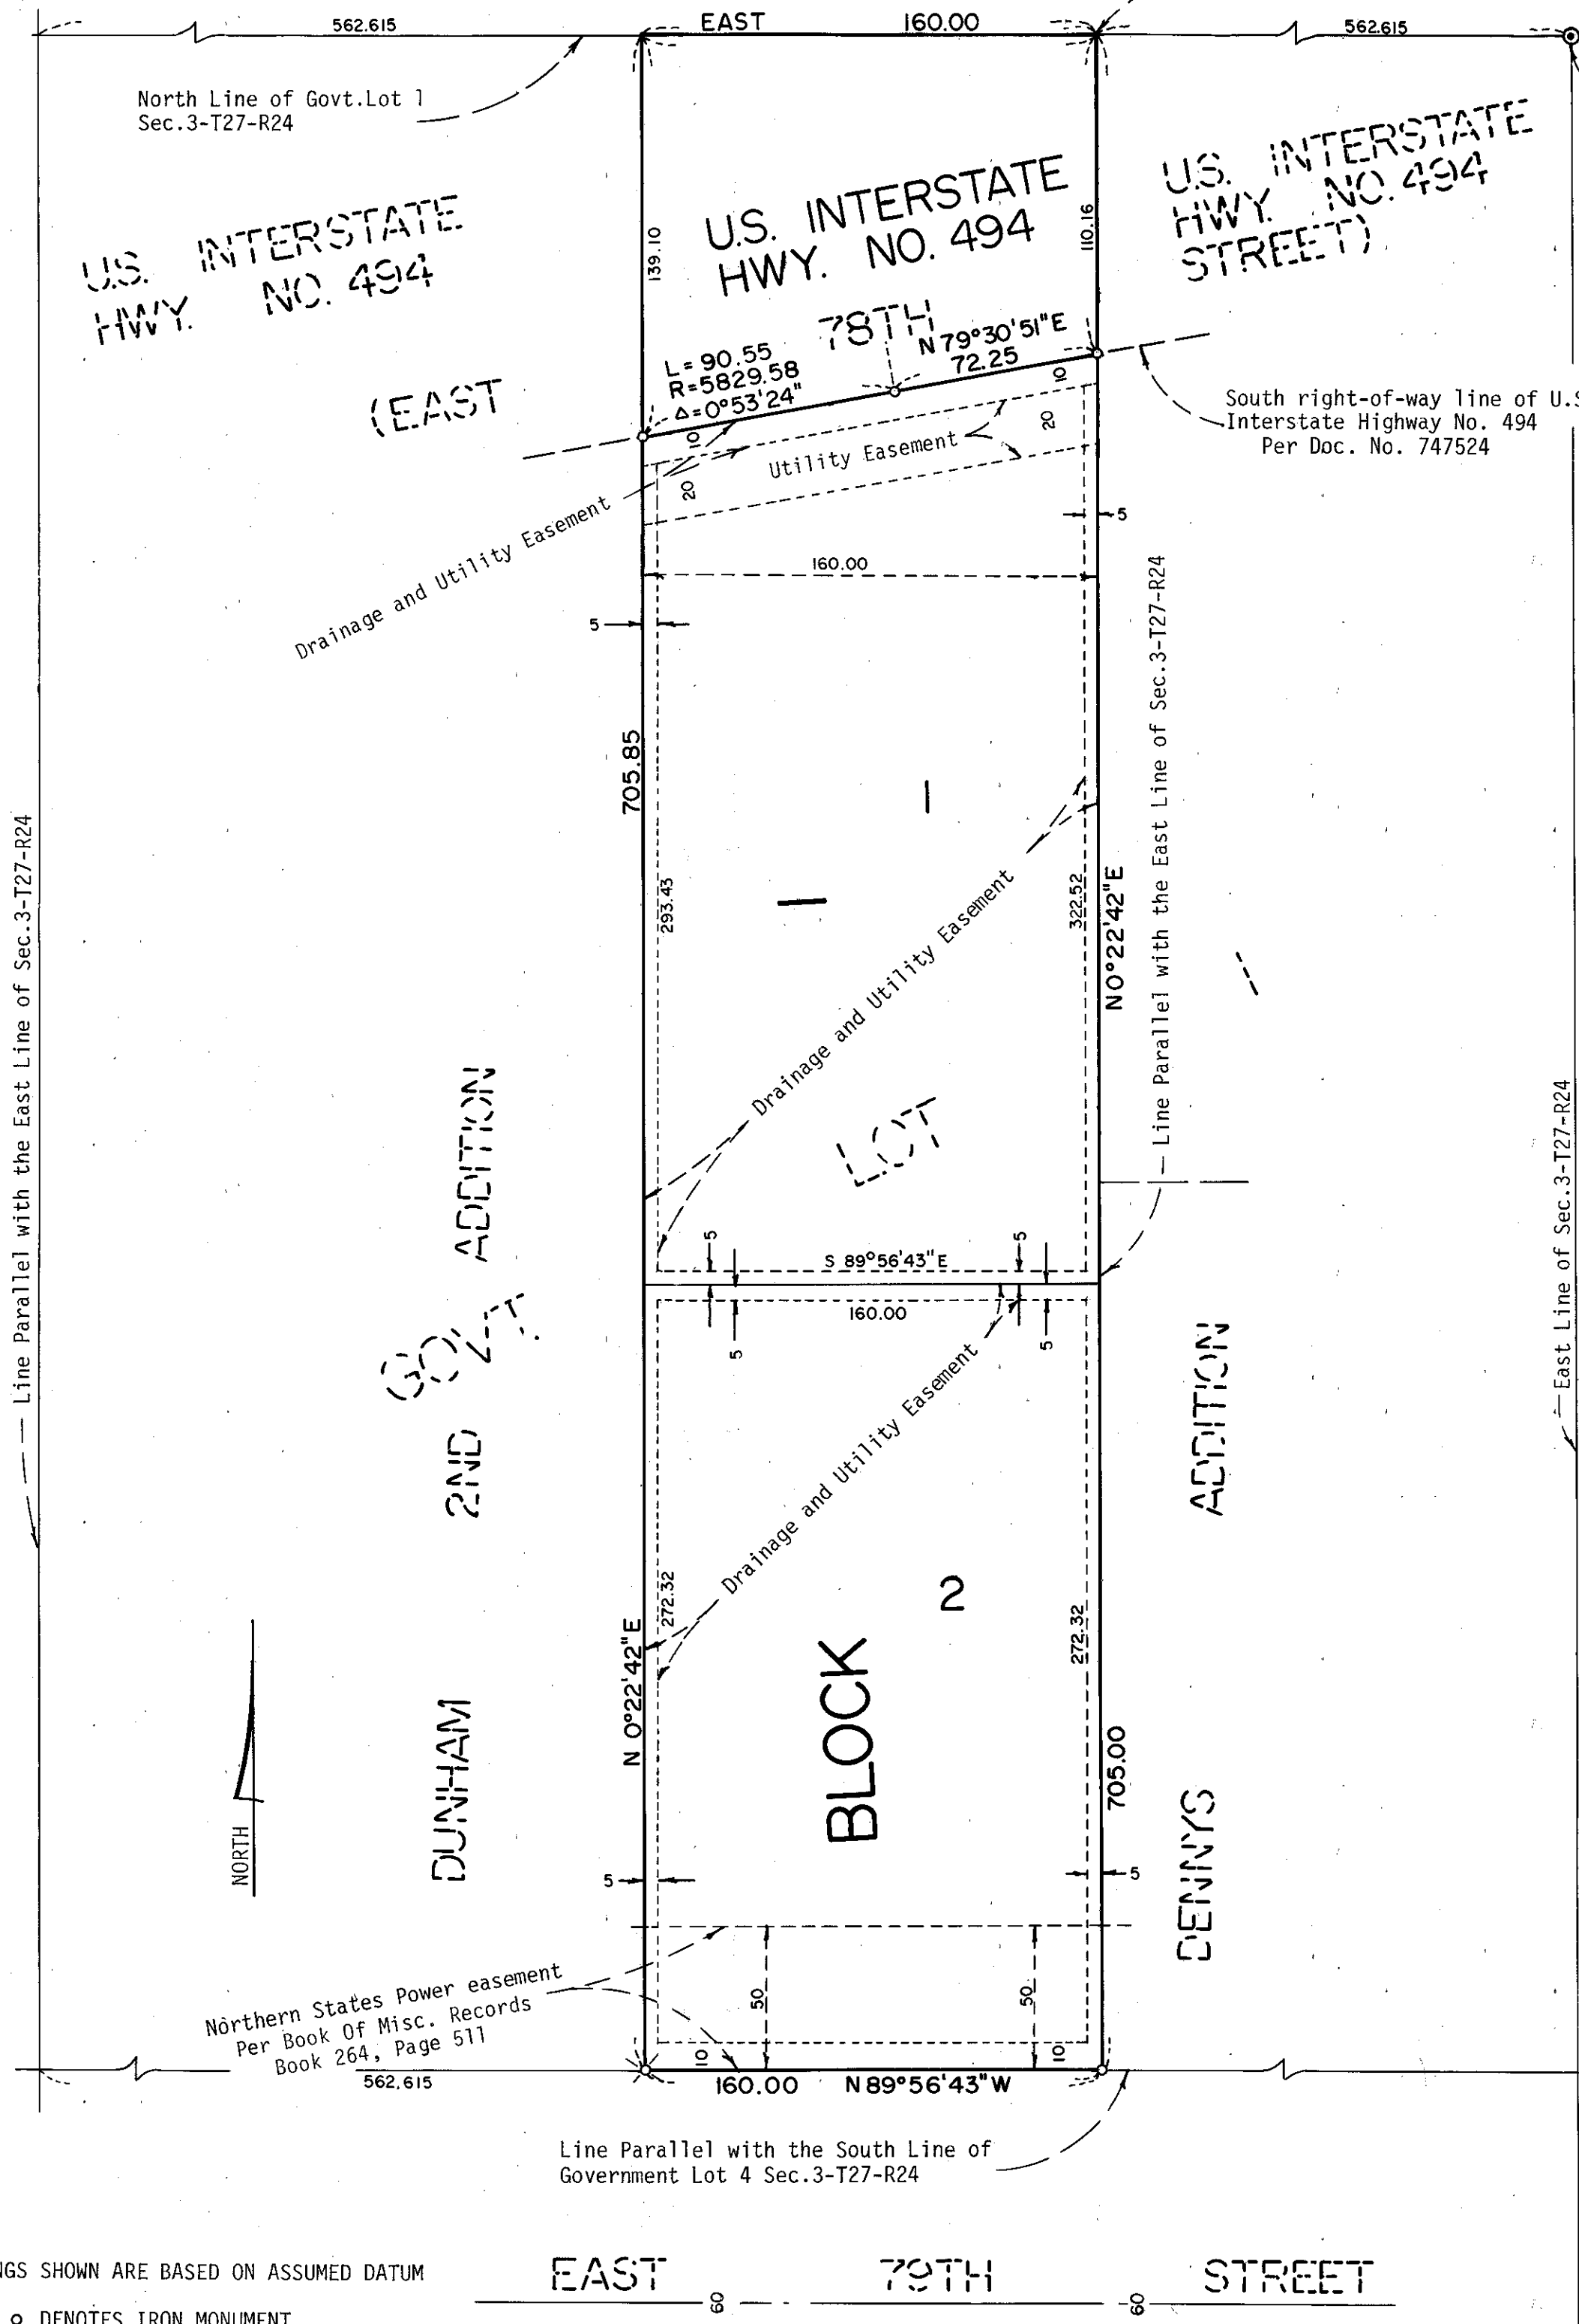 562.615
EAST 160.00
562.615
North Line of Govt.Lot 1
Sec.3-T27-R24
U.S. INTERSTATE
HWY. NO. 494
(EAST
139.10
U.S. INTERSTATE
HWY. NO. 494
78TH
110.16
U.S. INTERSTATE
HWY. NO. 494
STREET)
L=90.55
R=5829.58
Δ=0°53'24"
N79°30'51"E
72.25
10
10
20
20
Utility Easement
South right-of-way line of U.S
Interstate Highway No. 494
Per Doc. No. 747524
Drainage and Utility Easement
5
160.00
5
705.85
1
1
293.43
322.52
N0°22'42"E
Line Parallel with the East Line of Sec.3-T27-R24
Line Parallel with the East Line of Sec.3-T27-R24
East Line of Sec.3-T27-R24
Drainage and Utility Easement
LOT
5
S 89°56'43"E
5
160.00
5
5
Drainage and Utility Easement
DUNHAM 2ND ADDITION
GOV'T.
DENNYS ADDITION
272.32
272.32
N 0°22'42"E
2
BLOCK
705.00
NORTH
5
5
Northern States Power easement
Per Book Of Misc. Records
Book 264, Page 511
50
50
10
10
562.615
160.00 N89°56'43"W
Line Parallel with the South Line of
Government Lot 4 Sec.3-T27-R24
NGS SHOWN ARE BASED ON ASSUMED DATUM
EAST 79TH STREET
60
60
o DENOTES IRON MONUMENT